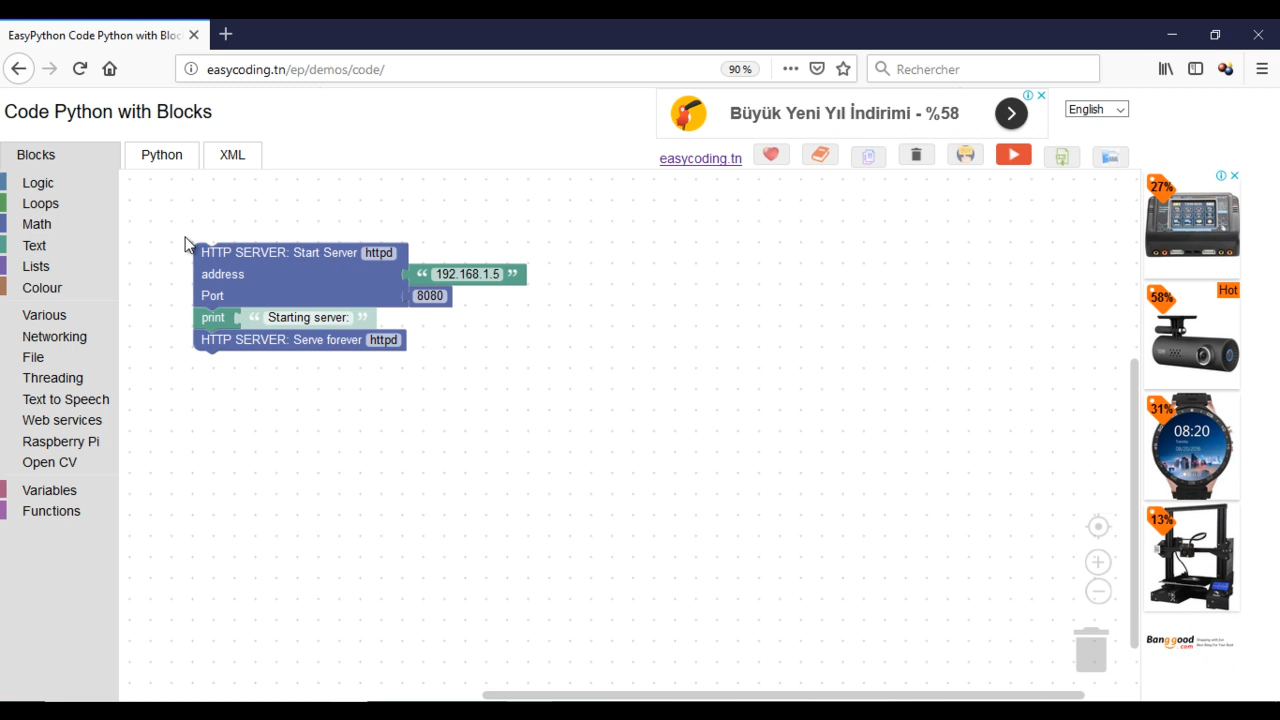 EasyPython Code Python with Bloc
easycoding.tn/ep/demos/code/
90 %
Rechercher
Code Python with Blocks
Büyük Yeni Yıl İndirimi - %58
English
Blocks
Python
XML
easycoding.tn
Logic
Loops
Math
Text
Lists
Colour
Various
Networking
File
Threading
Text to Speech
Web services
Raspberry Pi
Open CV
Variables
Functions
HTTP SERVER: Start Server httpd
address “ 192.168.1.5 ”
Port 8080
print “ Starting server: ”
HTTP SERVER: Serve forever httpd
27%
58%
Hot
31%
08:20
13%
Banggood.com